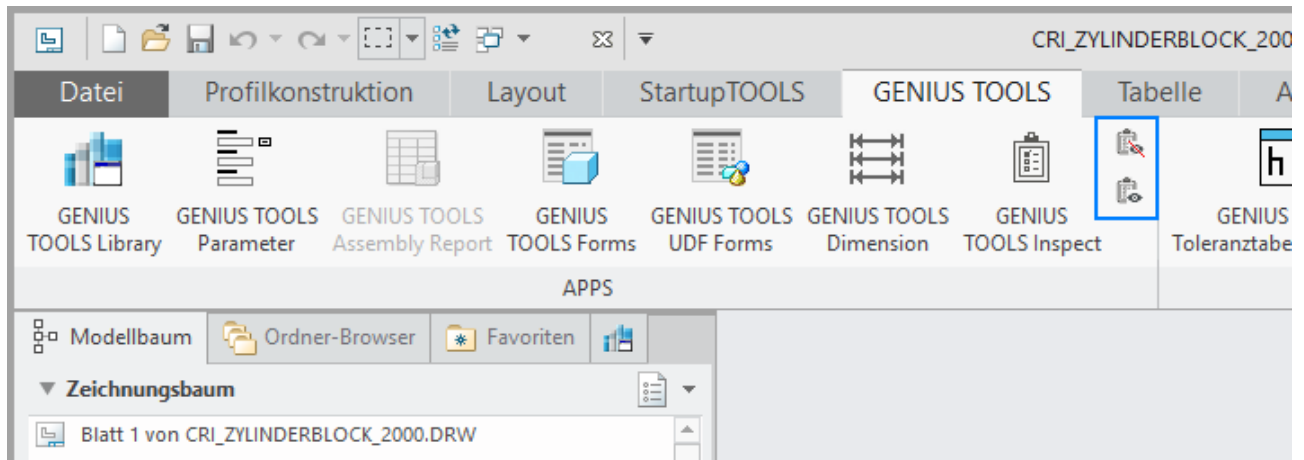 CRI_ZYLINDERBLOCK_200
Datei Profilkonstruktion Layout StartupTOOLS GENIUS TOOLS Tabelle A
GENIUS TOOLS Library
GENIUS TOOLS Parameter
GENIUS TOOLS Assembly Report
GENIUS TOOLS Forms
GENIUS TOOLS UDF Forms
GENIUS TOOLS Dimension
GENIUS TOOLS Inspect
h
GENIUS
Toleranztabe
APPS
Modellbaum Ordner-Browser Favoriten
Zeichnungsbaum
Blatt 1 von CRI_ZYLINDERBLOCK_2000.DRW